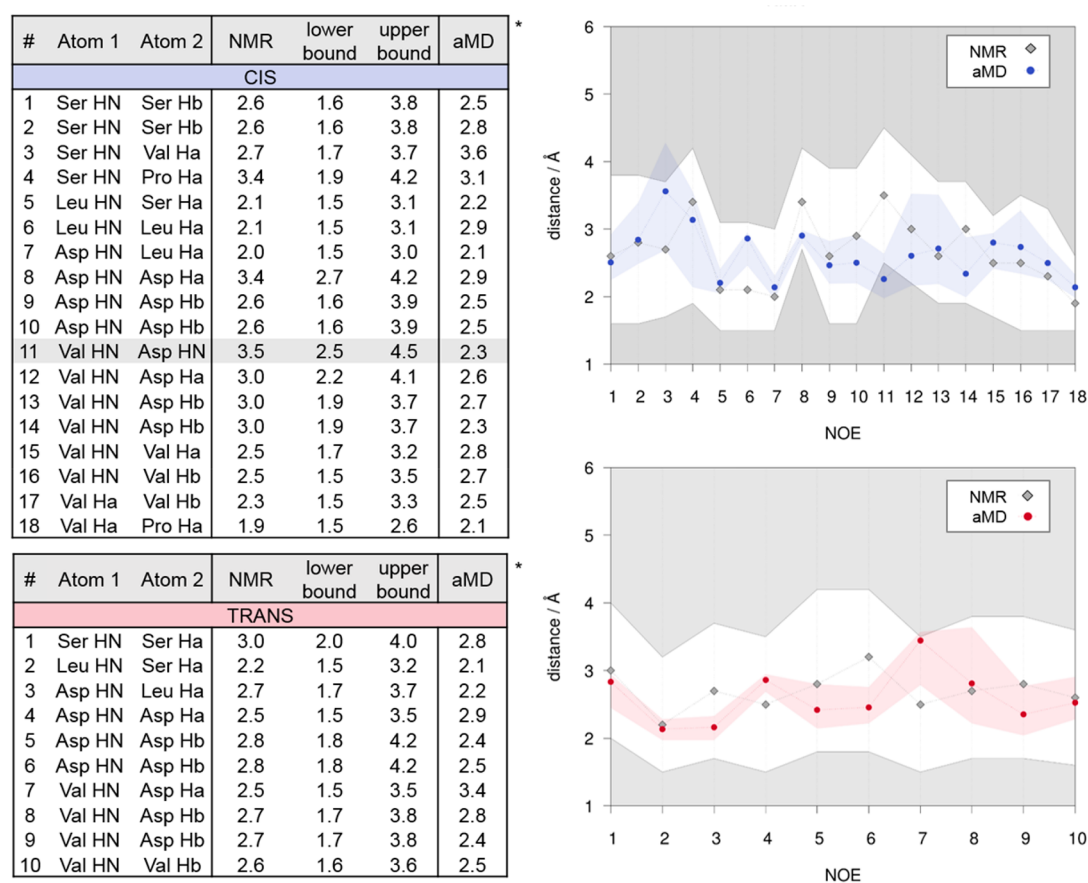 # Atom 1 Atom 2 NMR lower bound upper bound aMD *
CIS
1 Ser HN Ser Hb 2.6 1.6 3.8 2.5
2 Ser HN Ser Hb 2.6 1.6 3.8 2.8
3 Ser HN Val Ha 2.7 1.7 3.7 3.6
4 Ser HN Pro Ha 3.4 1.9 4.2 3.1
5 Leu HN Ser Ha 2.1 1.5 3.1 2.2
6 Leu HN Leu Ha 2.1 1.5 3.1 2.9
7 Asp HN Leu Ha 2.0 1.5 3.0 2.1
8 Asp HN Asp Ha 3.4 2.7 4.2 2.9
9 Asp HN Asp Hb 2.6 1.6 3.9 2.5
10 Asp HN Asp Hb 2.6 1.6 3.9 2.5
11 Val HN Asp HN 3.5 2.5 4.5 2.3
12 Val HN Asp Ha 3.0 2.2 4.1 2.6
13 Val HN Asp Hb 3.0 1.9 3.7 2.7
14 Val HN Asp Hb 3.0 1.9 3.7 2.3
15 Val HN Val Ha 2.5 1.7 3.2 2.8
16 Val HN Val Hb 2.5 1.5 3.5 2.7
17 Val Ha Val Hb 2.3 1.5 3.3 2.5
18 Val Ha Pro Ha 1.9 1.5 2.6 2.1
# Atom 1 Atom 2 NMR lower bound upper bound aMD *
TRANS
1 Ser HN Ser Ha 3.0 2.0 4.0 2.8
2 Leu HN Ser Ha 2.2 1.5 3.2 2.1
3 Asp HN Leu Ha 2.7 1.7 3.7 2.2
4 Asp HN Asp Ha 2.5 1.5 3.5 2.9
5 Asp HN Asp Hb 2.8 1.8 4.2 2.4
6 Asp HN Asp Hb 2.8 1.8 4.2 2.5
7 Val HN Asp Ha 2.5 1.5 3.5 3.4
8 Val HN Asp Hb 2.7 1.7 3.8 2.8
9 Val HN Asp Hb 2.7 1.7 3.8 2.4
10 Val HN Val Hb 2.6 1.6 3.6 2.5
NMR
aMD
distance / Å
6
5
4
3
2
1
1 2 3 4 5 6 7 8 9 10 11 12 13 14 15 16 17 18
NOE
NMR
aMD
distance / Å
6
5
4
3
2
1
1 2 3 4 5 6 7 8 9 10
NOE